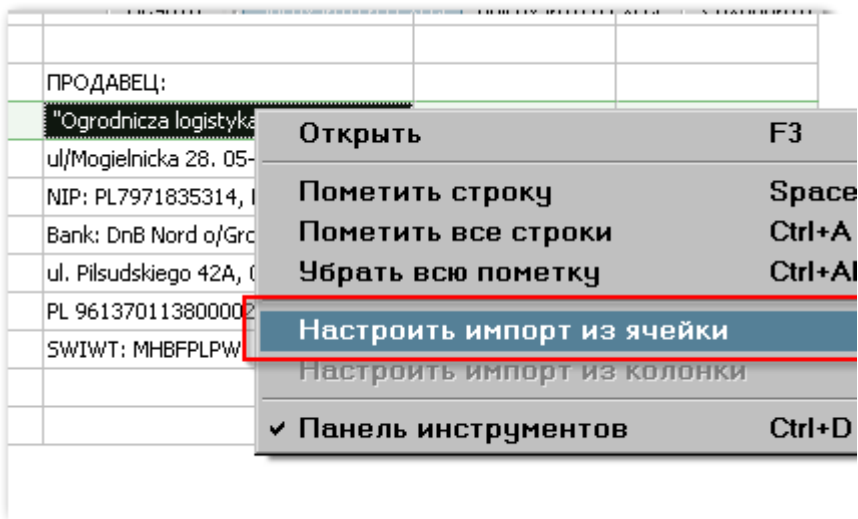 ПРОДАВЕЦ:
"Ogrodnicza logistyka
ul/Mogielnicka 28. 05-
NIP: PL7971835314,
Bank: DnB Nord o/Gro
ul. Pilsudskiego 42A,
PL 96137011380000
SWIWT: MHBFPLPW
Открыть F3
Пометить строку Space
Пометить все строки Ctrl+A
Убрать всю пометку Ctrl+Al
Настроить импорт из ячейки
Настроить импорт из колонки
✓ Панель инструментов Ctrl+D